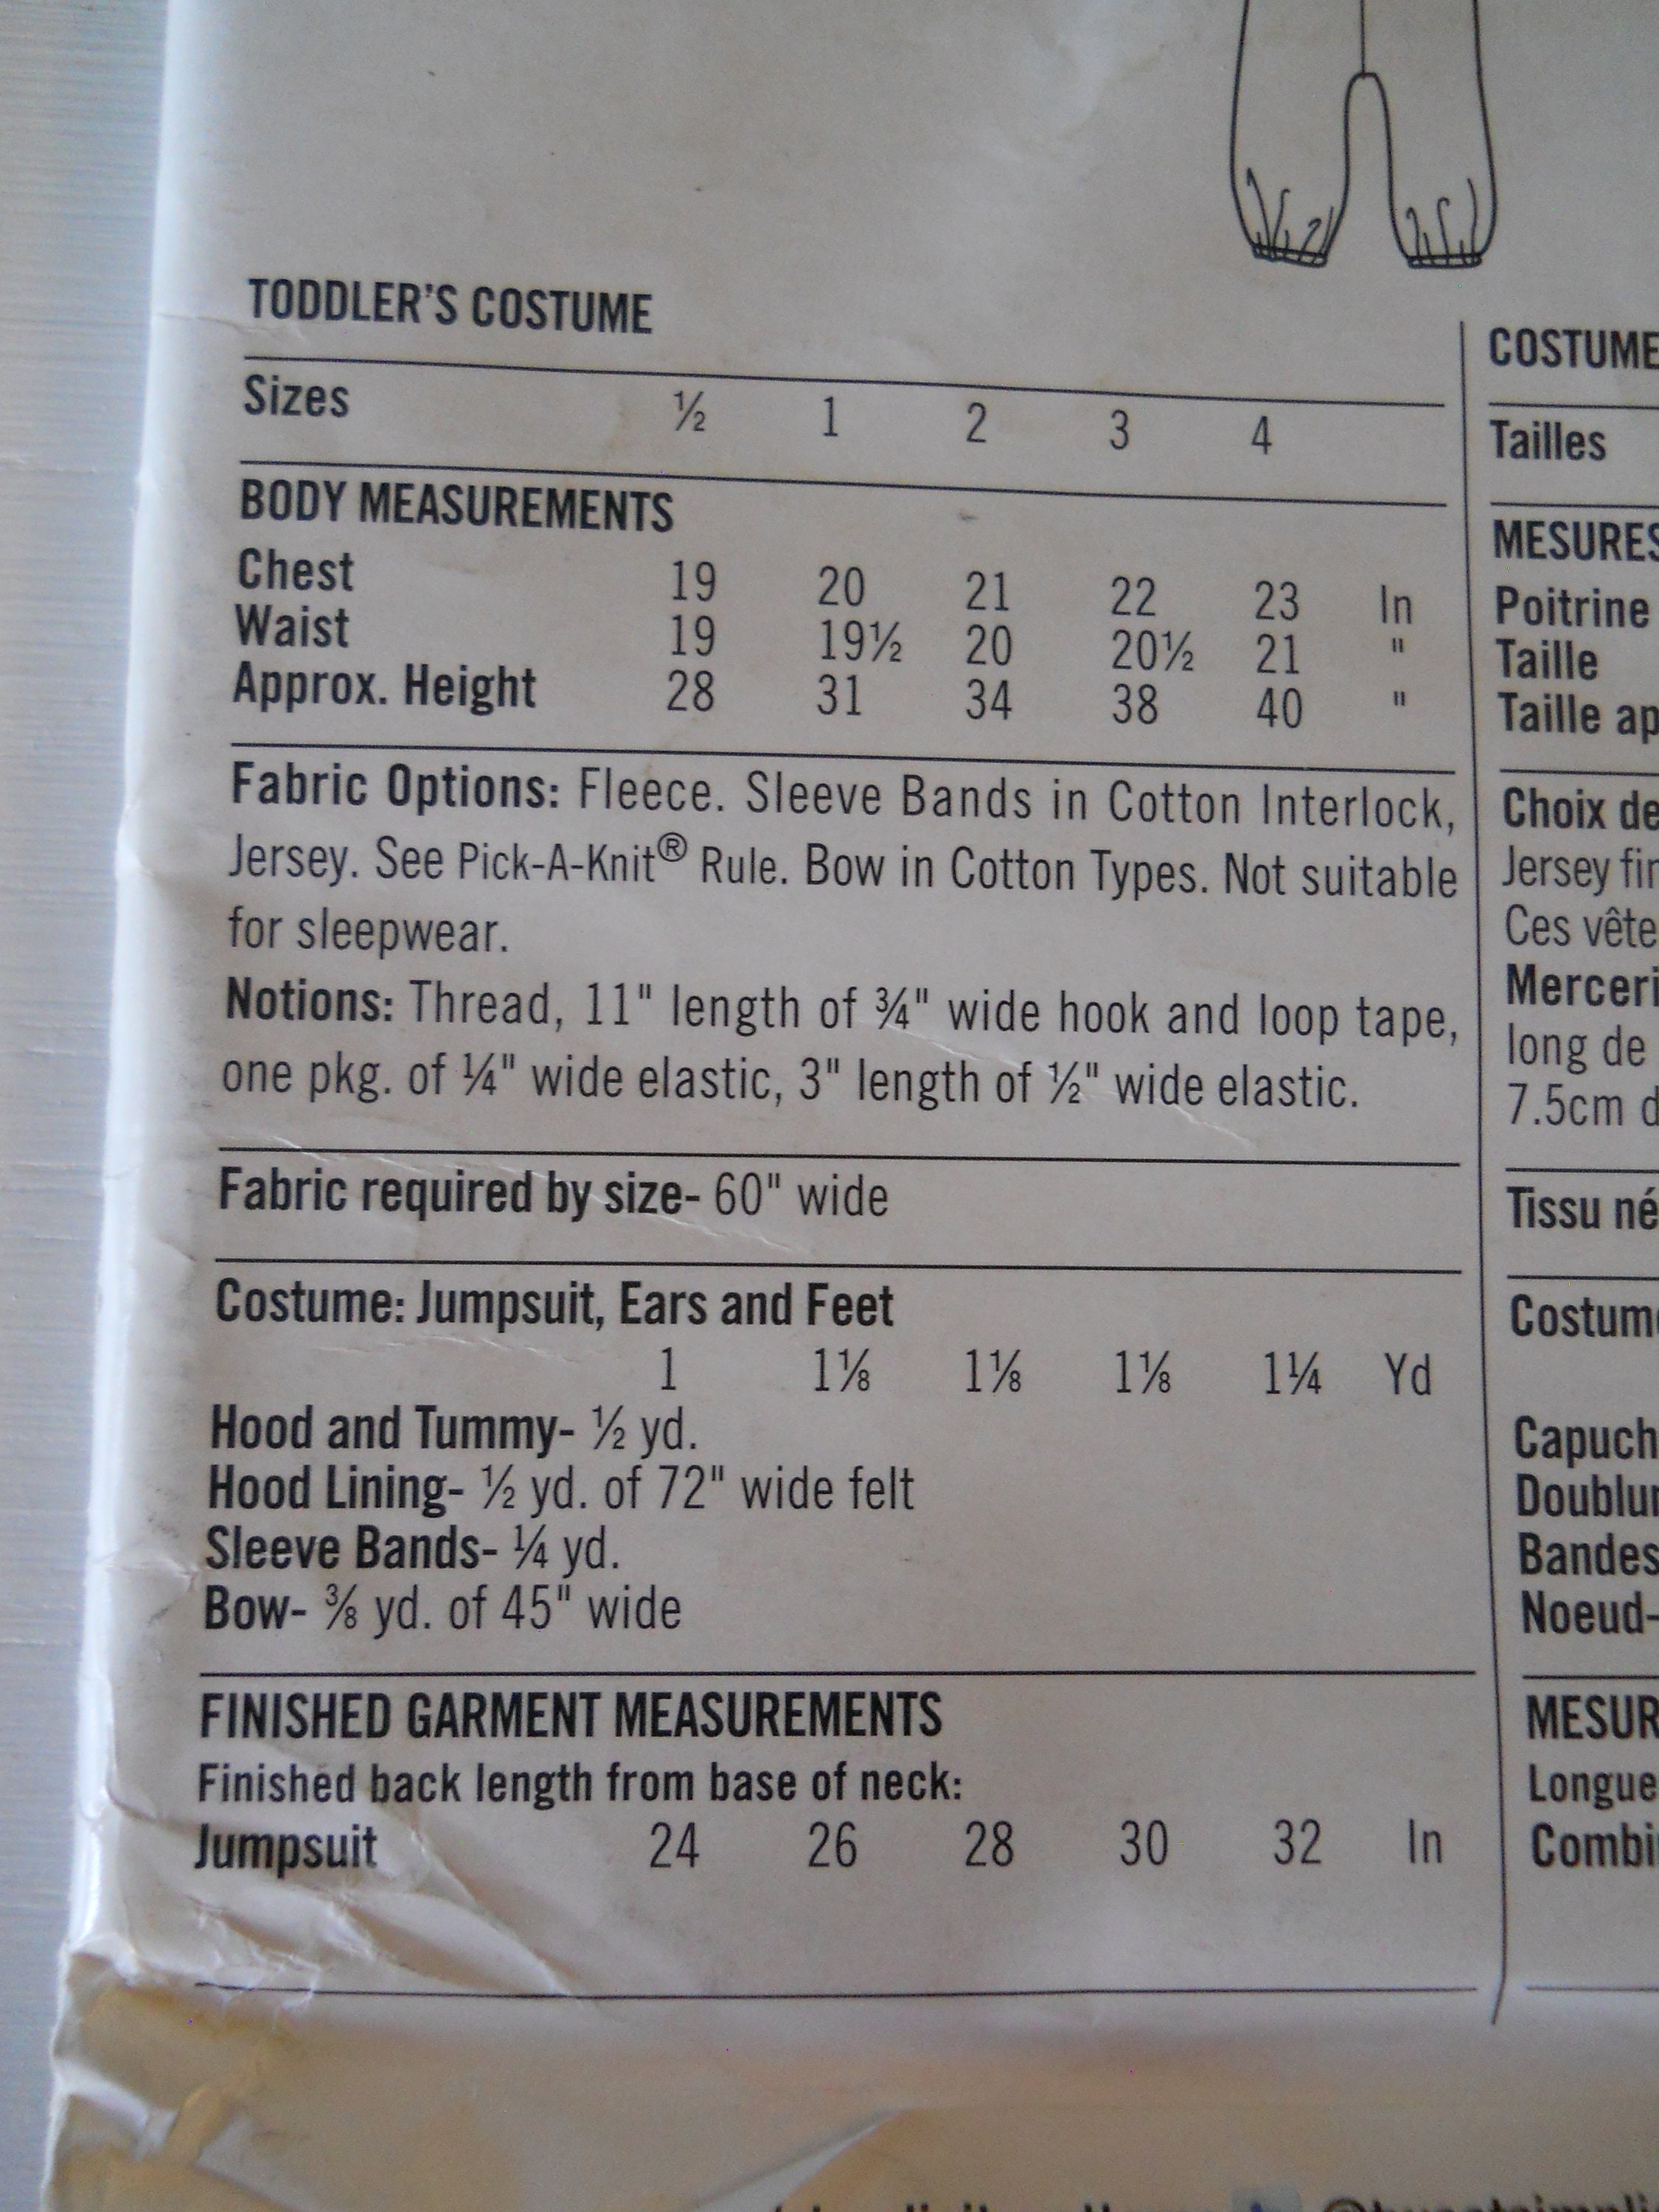 TODDLER'S COSTUME
Sizes ½ 1 2 3 4
BODY MEASUREMENTS
Chest 19 20 21 22 23 In
Waist 19 19½ 20 20½ 21 "
Approx. Height 28 31 34 38 40 "
Fabric Options: Fleece. Sleeve Bands in Cotton Interlock,
Jersey. See Pick-A-Knit® Rule. Bow in Cotton Types. Not suitable
for sleepwear.
Notions: Thread, 11" length of ¾" wide hook and loop tape,
one pkg. of ¼" wide elastic, 3" length of ½" wide elastic.
Fabric required by size- 60" wide
Costume: Jumpsuit, Ears and Feet
1 1⅛ 1⅛ 1⅛ 1¼ Yd
Hood and Tummy- ½ yd.
Hood Lining- ½ yd. of 72" wide felt
Sleeve Bands- ¼ yd.
Bow- ⅜ yd. of 45" wide
FINISHED GARMENT MEASUREMENTS
Finished back length from base of neck:
Jumpsuit 24 26 28 30 32 In
COSTUME
Tailles
MESURES
Poitrine
Taille
Taille ap
Choix de
Jersey fin
Ces vête
Merceri
long de
7.5cm d
Tissu né
Costum
Capuch
Doublu
Bandes
Noeud-
MESUR
Longue
Combi